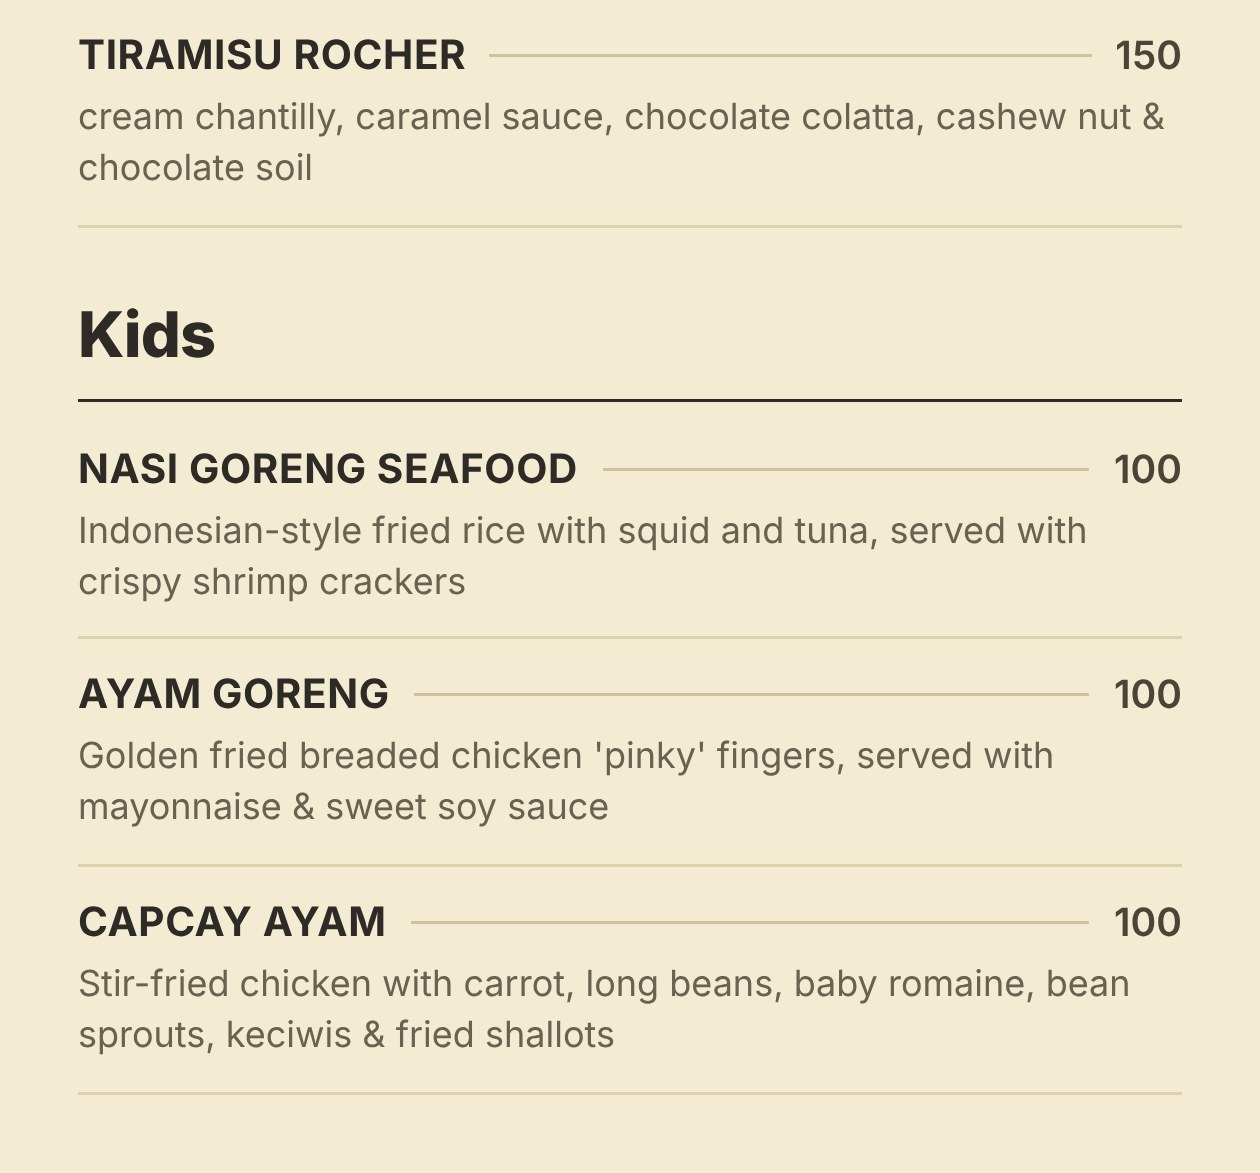 TIRAMISU ROCHER 150
cream chantilly, caramel sauce, chocolate colatta, cashew nut &
chocolate soil
Kids
NASI GORENG SEAFOOD 100
Indonesian-style fried rice with squid and tuna, served with
crispy shrimp crackers
AYAM GORENG 100
Golden fried breaded chicken 'pinky' fingers, served with
mayonnaise & sweet soy sauce
CAPCAY AYAM 100
Stir-fried chicken with carrot, long beans, baby romaine, bean
sprouts, keciwis & fried shallots